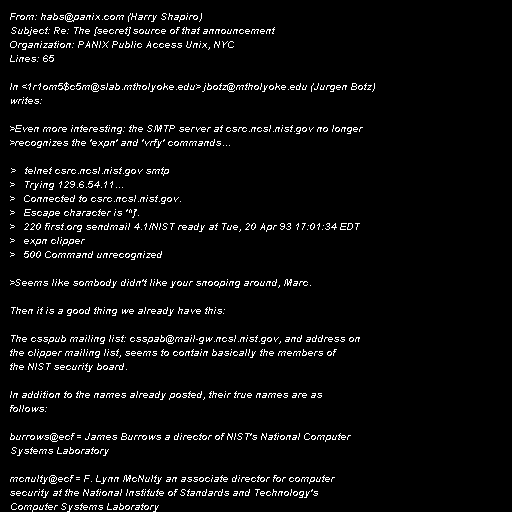 From: habs@panix.com (Harry Shapiro)
Subject: Re: The [secret] source of that announcement
Organization: PANIX Public Access Unix, NYC
Lines: 65
In <1r1om5$c5m@slab.mtholyoke.edu> jbotz@mtholyoke.edu (Jurgen Botz)
writes:
>Even more interesting: the SMTP server at csrc.ncsl.nist.gov no longer
>recognizes the 'expn' and 'vrfy' commands...
>   telnet csrc.ncsl.nist.gov smtp
>   Trying 129.6.54.11...
>   Connected to csrc.ncsl.nist.gov.
>   Escape character is '^]'.
>   220 first.org sendmail 4.1/NIST ready at Tue, 20 Apr 93 17:01:34 EDT
>   expn clipper
>   500 Command unrecognized
>Seems like sombody didn't like your snooping around, Marc.
Then it is a good thing we already have this:
The csspub mailing list: csspab@mail-gw.ncsl.nist.gov, and address on
the clipper mailing list, seems to contain basically the members of
the NIST security board.
In addition to the names already posted, their true names are as
follows:
burrows@ecf = James Burrows a director of NIST's National Computer
Systems Laboratory
mcnulty@ecf = F. Lynn McNulty an associate director for computer
security at the National Institute of Standards and Technology's
Computer Systems Laboratory